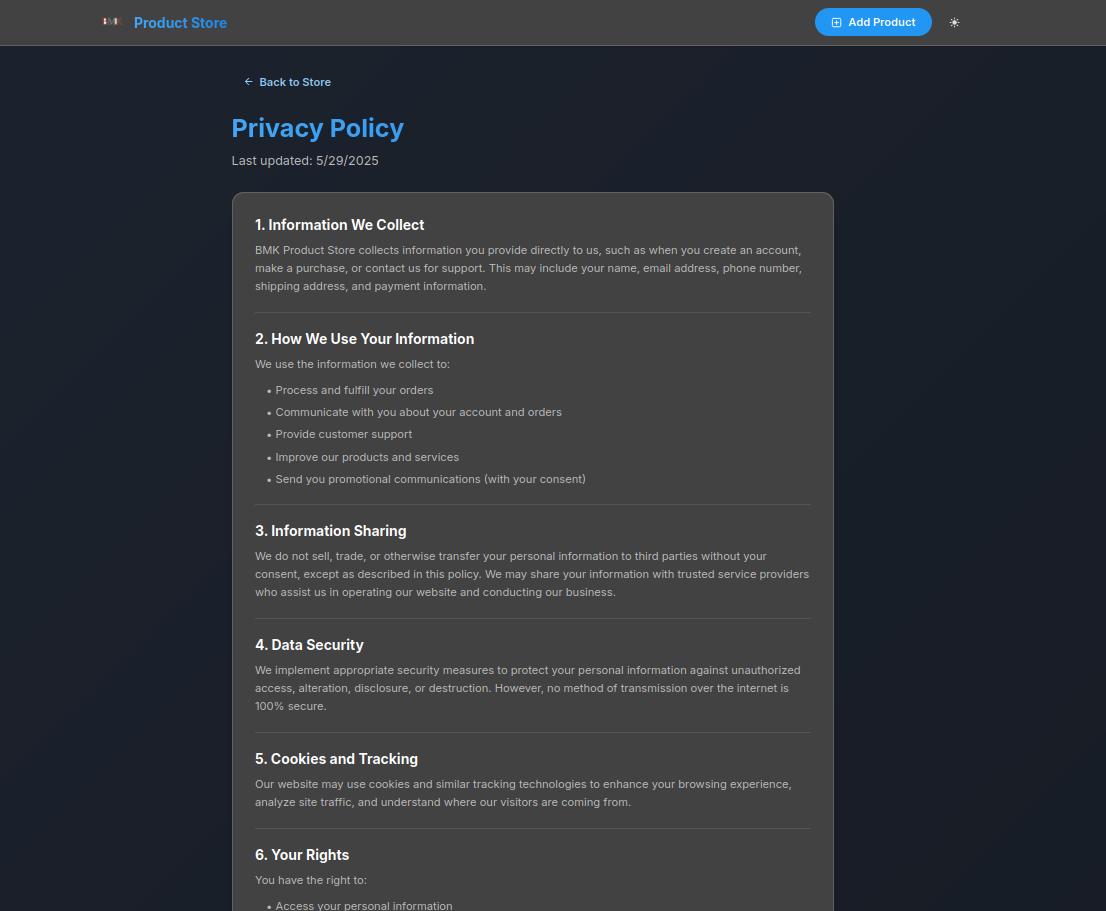 BMK Product Store
Add Product
← Back to Store
Privacy Policy
Last updated: 5/29/2025
1. Information We Collect
BMK Product Store collects information you provide directly to us, such as when you create an account,
make a purchase, or contact us for support. This may include your name, email address, phone number,
shipping address, and payment information.
2. How We Use Your Information
We use the information we collect to:
• Process and fulfill your orders
• Communicate with you about your account and orders
• Provide customer support
• Improve our products and services
• Send you promotional communications (with your consent)
3. Information Sharing
We do not sell, trade, or otherwise transfer your personal information to third parties without your
consent, except as described in this policy. We may share your information with trusted service providers
who assist us in operating our website and conducting our business.
4. Data Security
We implement appropriate security measures to protect your personal information against unauthorized
access, alteration, disclosure, or destruction. However, no method of transmission over the internet is
100% secure.
5. Cookies and Tracking
Our website may use cookies and similar tracking technologies to enhance your browsing experience,
analyze site traffic, and understand where our visitors are coming from.
6. Your Rights
You have the right to:
• Access your personal information